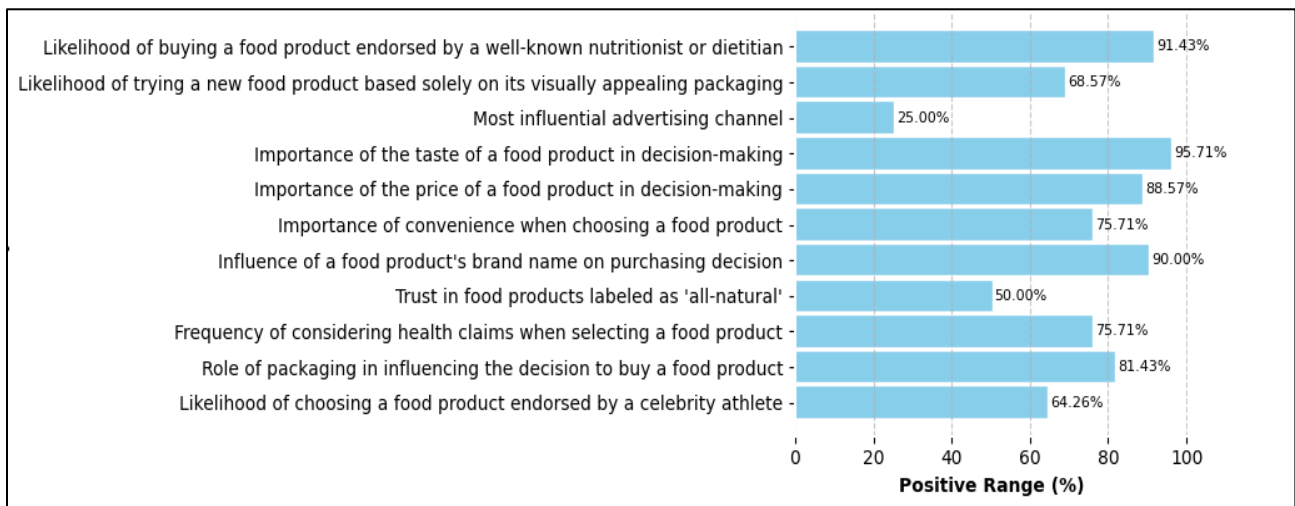 Likelihood of buying a food product endorsed by a well-known nutritionist or dietitian 91.43%
Likelihood of trying a new food product based solely on its visually appealing packaging 68.57%
Most influential advertising channel 25.00%
Importance of the taste of a food product in decision-making 95.71%
Importance of the price of a food product in decision-making 88.57%
Importance of convenience when choosing a food product 75.71%
Influence of a food product's brand name on purchasing decision 90.00%
Trust in food products labeled as 'all-natural' 50.00%
Frequency of considering health claims when selecting a food product 75.71%
Role of packaging in influencing the decision to buy a food product 81.43%
Likelihood of choosing a food product endorsed by a celebrity athlete 64.26%
0 20 40 60 80 100
Positive Range (%)